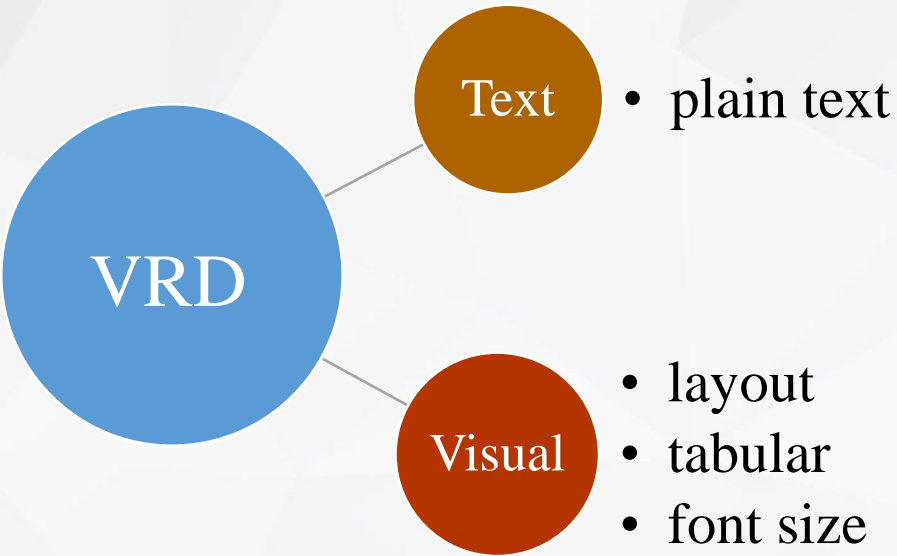 VRD
Text
• plain text
Visual
• layout
• tabular
• font size